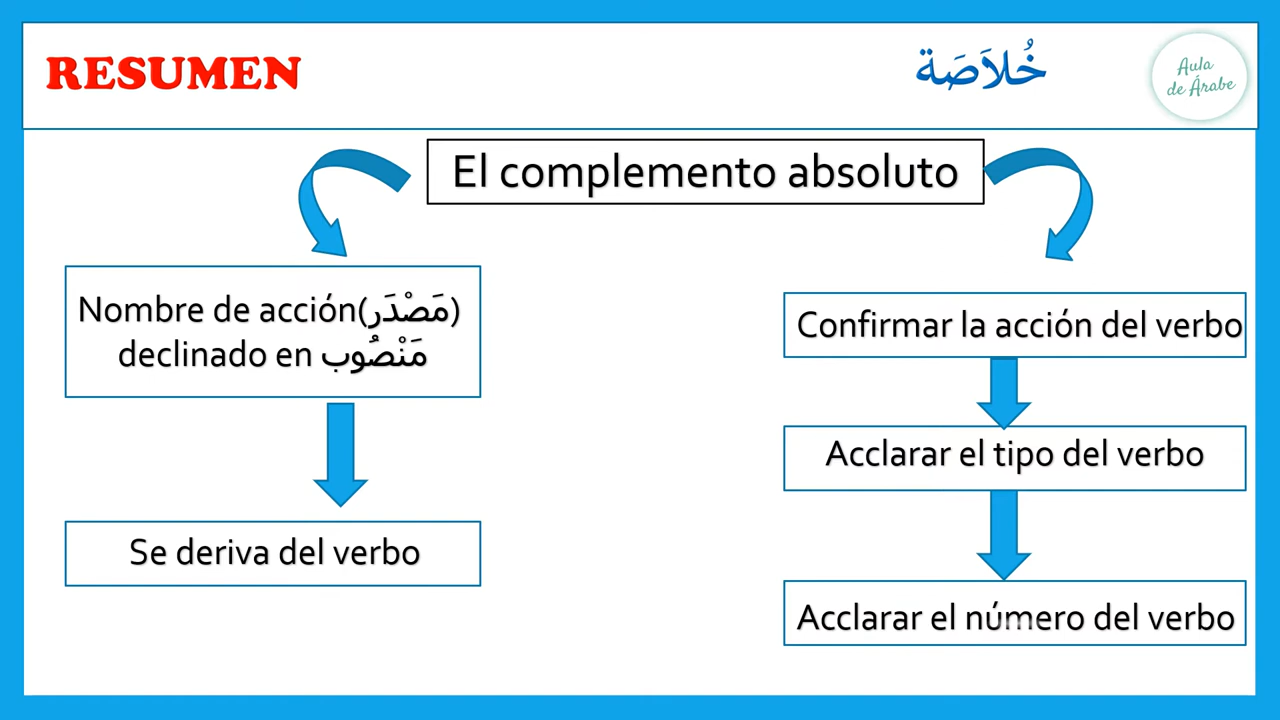 RESUMEN
خُلاَصَة
Aula
de Árabe
El complemento absoluto
Nombre de acción(مَصْدَر)
declinado en مَنْصُوب
Se deriva del verbo
Confirmar la acción del verbo
Acclarar el tipo del verbo
Acclarar el número del verbo